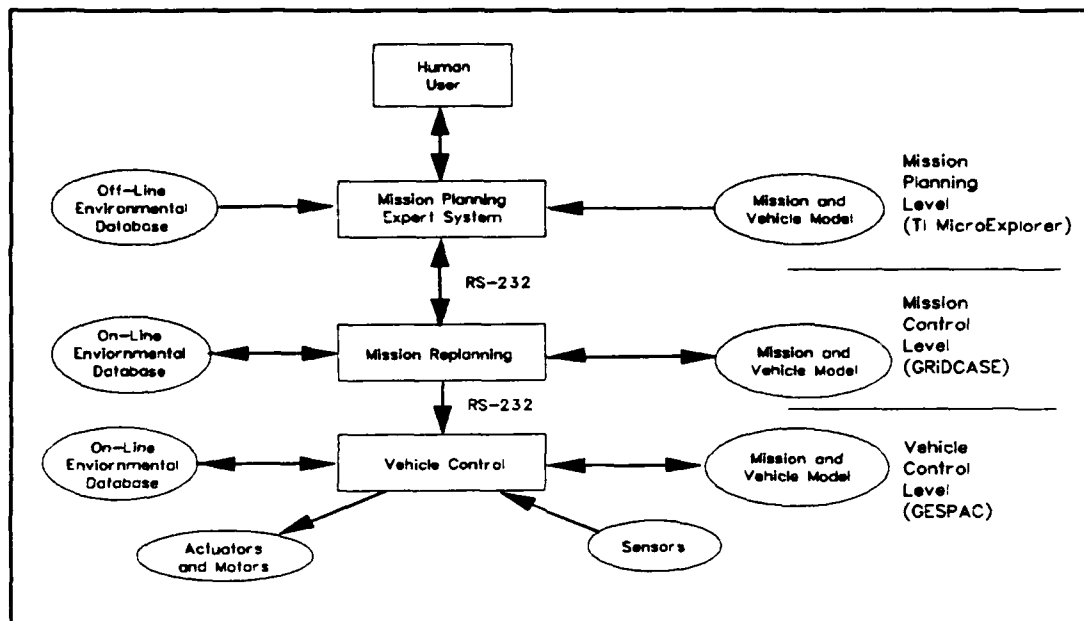 Human
User
Off-Line
Environmental
Database
Mission Planning
Expert System
Mission and
Vehicle Model
Mission
Planning
Level
(TI MicroExplorer)
RS-232
On-Line
Enviornmental
Database
Mission Replanning
Mission and
Vehicle Model
Mission
Control
Level
(GRiDCASE)
RS-232
On-Line
Enviornmental
Database
Vehicle Control
Mission and
Vehicle Model
Vehicle
Control
Level
(GESPAC)
Actuators
and Motors
Sensors